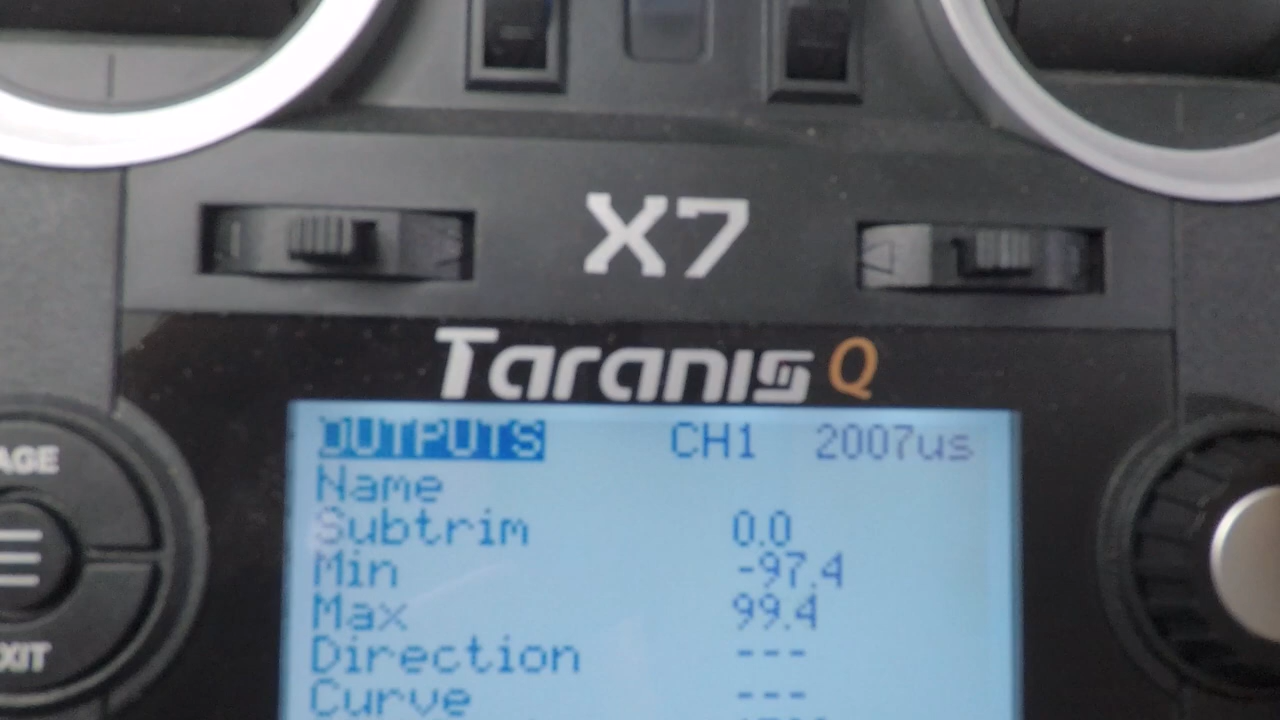 X7
Taranis Q
OUTPUTS CH1 2007us
AGE
Name
Subtrim 0.0
Min -97.4
Max 99.4
Direction ---
XIT
Curve ---